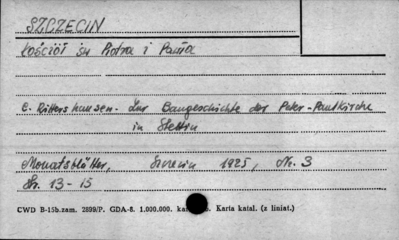 SZCZECIN
Kościół św Piotra i Pawła
E. Rittershausen - Zur Baugeschichte der Peter-Paulkirche
in Stettin
Monatsblätter, Szczecin 1925, Nr. 3
Str. 13-15
CWD B-15b.zam. 2899/P. GDA-8. 1.000.000. Karta katal. (z liniat.)